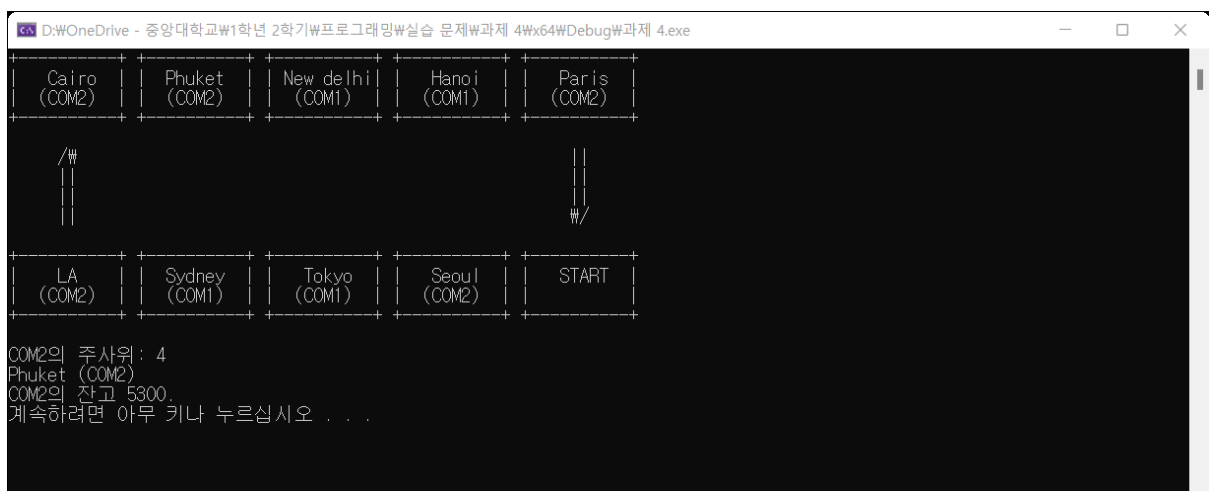 D:₩OneDrive - 중앙대학교₩1학년 2학기₩프로그래밍₩실습 문제₩과제 4₩x64₩Debug₩과제 4.exe
Cairo Phuket New delhi Hanoi Paris
(COM2) (COM2) (COM1) (COM1) (COM2)
LA Sydney Tokyo Seoul START
(COM2) (COM1) (COM1) (COM2)
COM2의 주사위: 4
Phuket (COM2)
COM2의 잔고 5300.
계속하려면 아무 키나 누르십시오 . . .